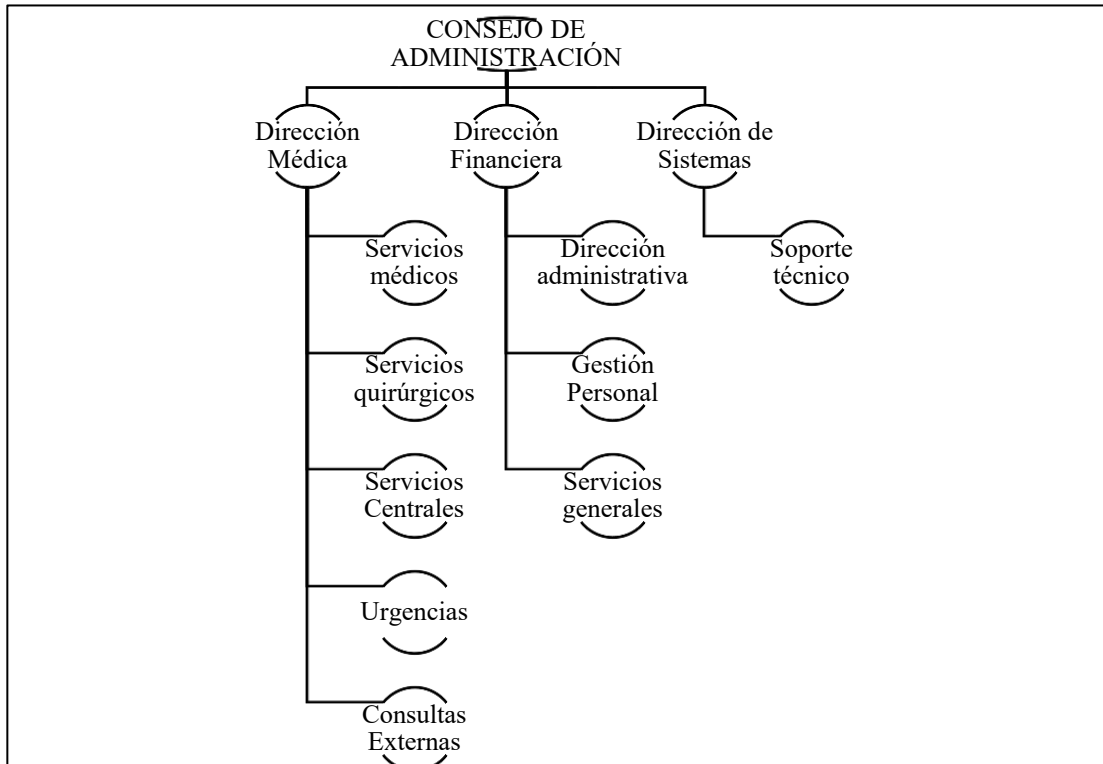 CONSEJO DE
ADMINISTRACIÓN
Dirección
Médica
Dirección
Financiera
Dirección de
Sistemas
Servicios
médicos
Dirección
administrativa
Soporte
técnico
Servicios
quirúrgicos
Gestión
Personal
Servicios
Centrales
Servicios
generales
Urgencias
Consultas
Externas